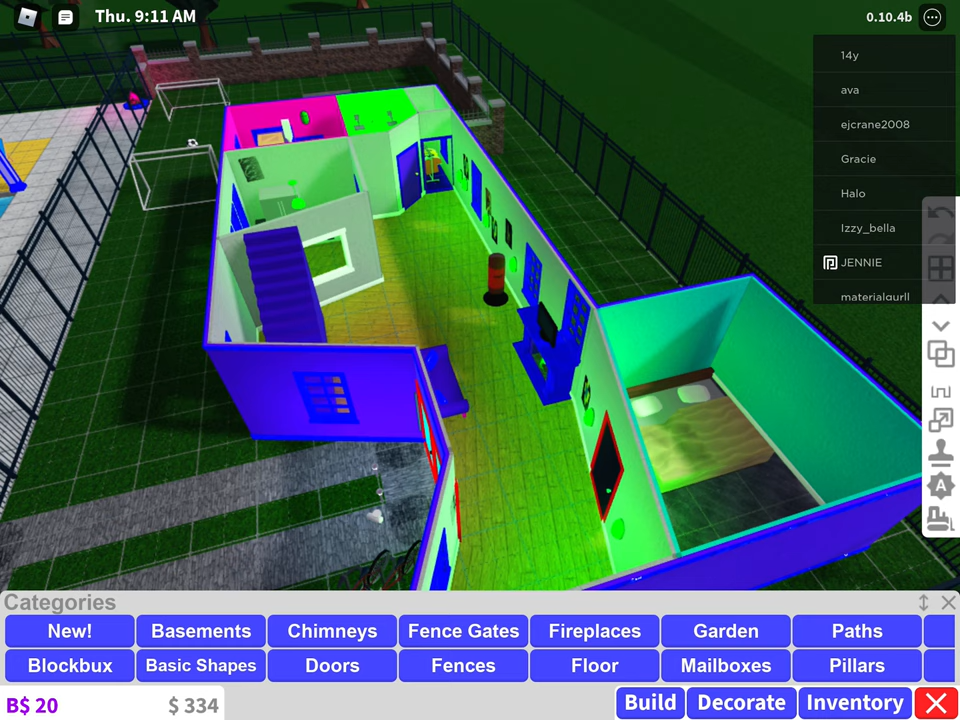 Thu. 9:11 AM
0.10.4b
14y
ava
ejcrane2008
Gracie
Halo
Izzy_bella
JENNIE
materialqurll
A
Categories
New! Basements Chimneys Fence Gates Fireplaces Garden Paths
Blockbux Basic Shapes Doors Fences Floor Mailboxes Pillars
B$ 20 $ 334 Build Decorate Inventory